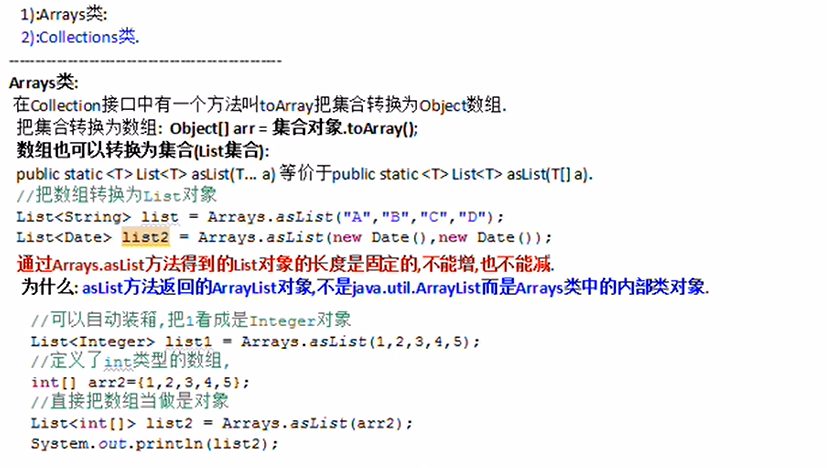 1):Arrays类:
2):Collections类.
----------------------------------------------------
Arrays类:
在Collection接口中有一个方法叫toArray把集合转换为Object数组.
把集合转换为数组: Object[] arr = 集合对象.toArray();
数组也可以转换为集合(List集合):
public static <T> List<T> asList(T... a) 等价于public static <T> List<T> asList(T[] a).
//把数组转换为List对象
List<String> list = Arrays.asList("A","B","C","D");
List<Date> list2 = Arrays.asList(new Date(),new Date());
通过Arrays.asList方法得到的List对象的长度是固定的,不能增,也不能减.
为什么: asList方法返回的ArrayList对象,不是java.util.ArrayList而是Arrays类中的内部类对象.
//可以自动装箱,把1看成是Integer对象
List<Integer> list1 = Arrays.asList(1,2,3,4,5);
//定义了int类型的数组,
int[] arr2={1,2,3,4,5};
//直接把数组当做是对象
List<int[]> list2 = Arrays.asList(arr2);
System.out.println(list2);